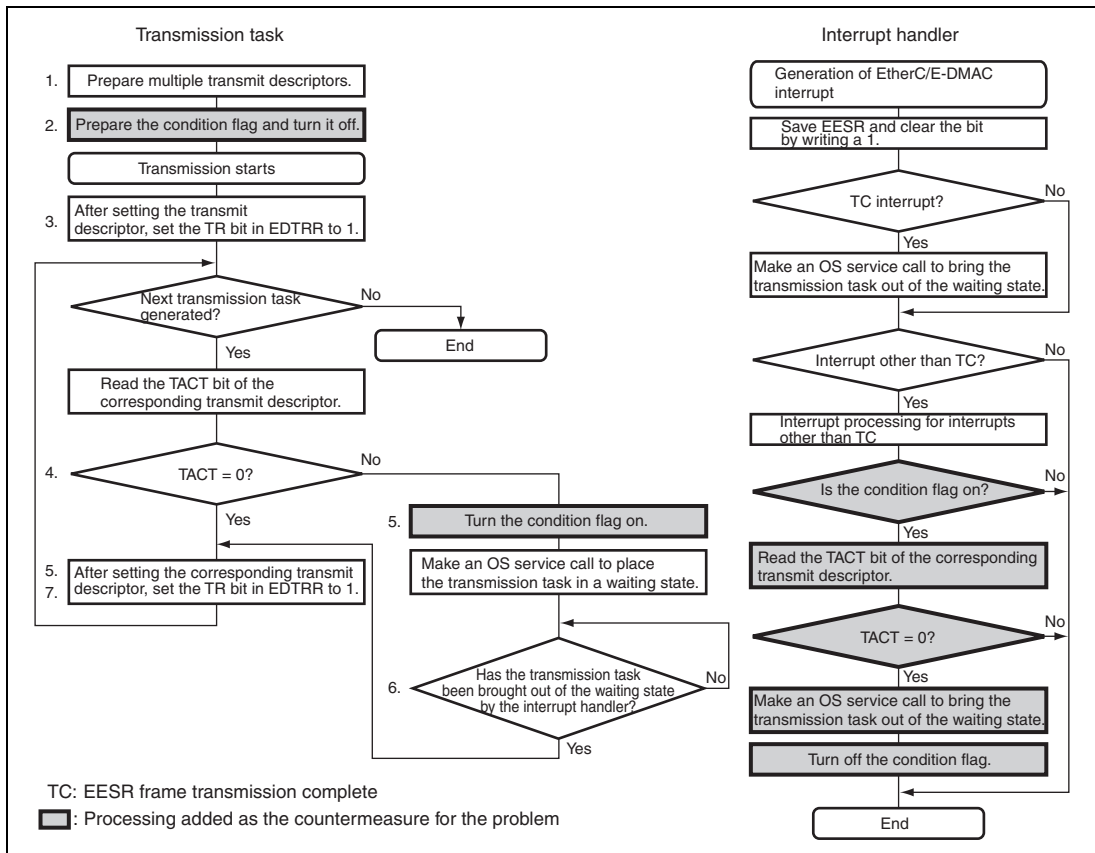 Transmission task
1. Prepare multiple transmit descriptors.
2. Prepare the condition flag and turn it off.
Transmission starts
3. After setting the transmit
descriptor, set the TR bit in EDTRR to 1.
Next transmission task
generated?
No
End
Yes
Read the TACT bit of the
corresponding transmit descriptor.
4. TACT = 0?
No
Yes
5. After setting the corresponding transmit
7. descriptor, set the TR bit in EDTRR to 1.
5. Turn the condition flag on.
Make an OS service call to place
the transmission task in a waiting state.
Has the transmission task
6. been brought out of the waiting state
by the interrupt handler?
No
Yes
Interrupt handler
Generation of EtherC/E-DMAC
interrupt
Save EESR and clear the bit
by writing a 1.
TC interrupt?
No
Yes
Make an OS service call to bring the
transmission task out of the waiting state.
Interrupt other than TC?
No
Yes
Interrupt processing for interrupts
other than TC
Is the condition flag on?
No
Yes
Read the TACT bit of the corresponding
transmit descriptor.
TACT = 0?
No
Yes
Make an OS service call to bring the
transmission task out of the waiting state.
Turn off the condition flag.
End
TC: EESR frame transmission complete
: Processing added as the countermeasure for the problem